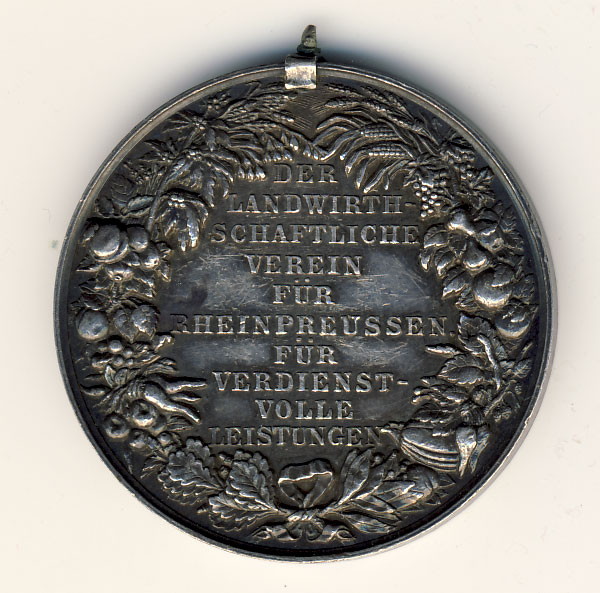 DER
LANDWIRTH-
SCHAFTLICHE
VEREIN
FÜR
RHEINPREUSSEN
FÜR
VERDIENST-
VOLLE
LEISTUNGEN